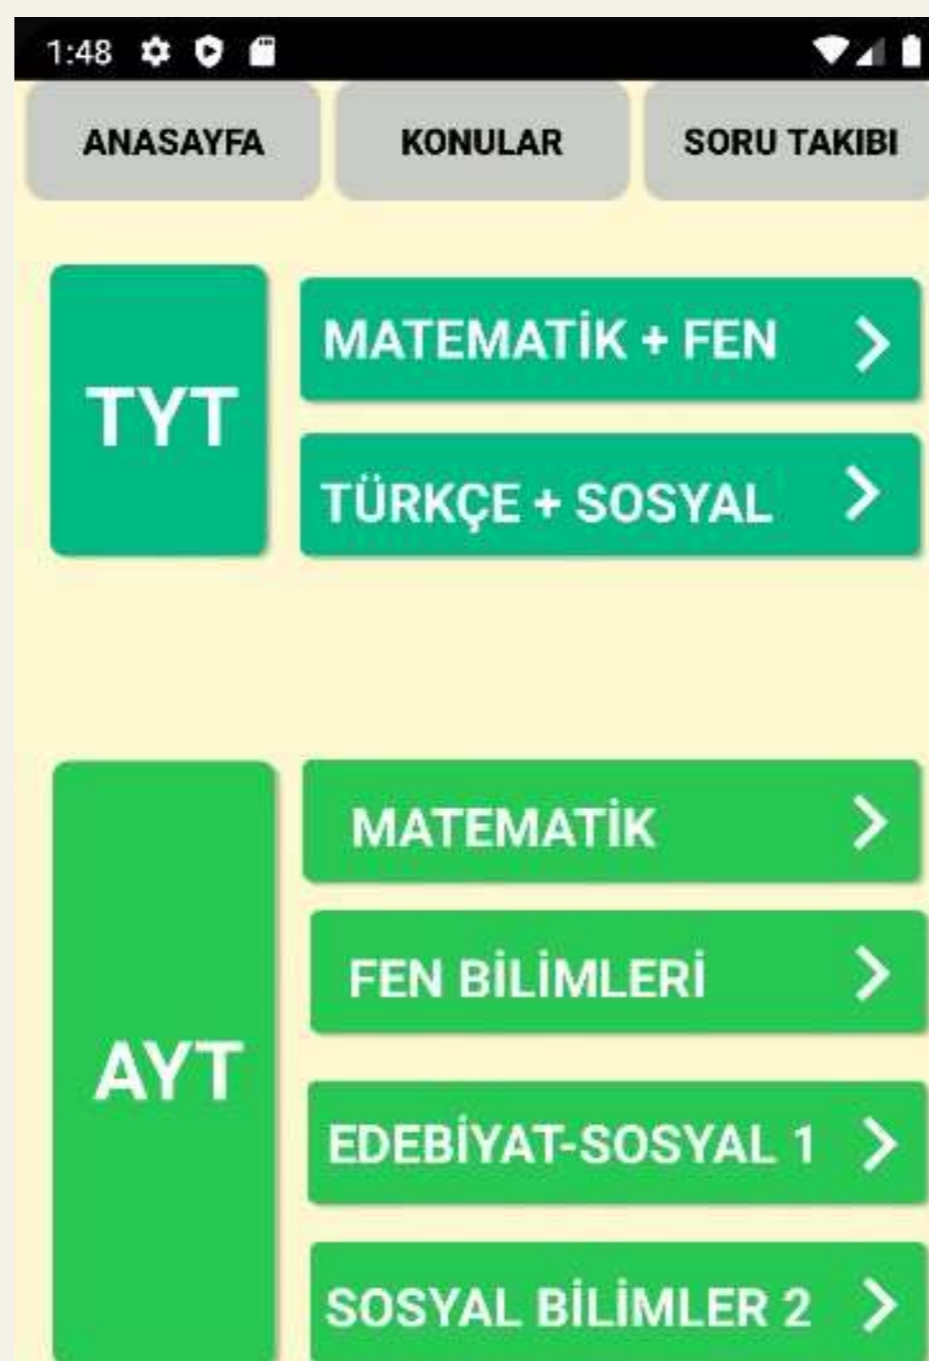 1:48
ANASAYFA KONULAR SORU TAKIBI
TYT
MATEMATİK + FEN
TÜRKÇE + SOSYAL
AYT
MATEMATİK
FEN BİLİMLERİ
EDEBİYAT-SOSYAL 1
SOSYAL BİLİMLER 2